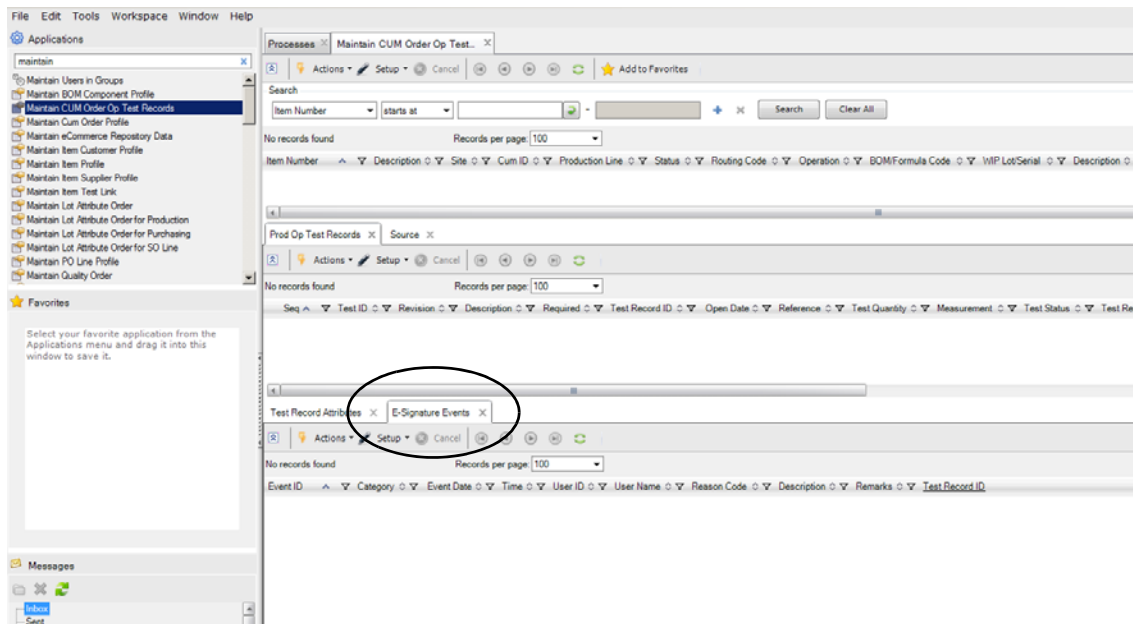 File Edit Tools Workspace Window Help
Applications
maintain
Maintain Users in Groups
Maintain BOM Component Profile
Maintain CUM Order Op Test Records
Maintain Cum Order Profile
Maintain eCommerce Repository Data
Maintain Item Customer Profile
Maintain Item Profile
Maintain Item Supplier Profile
Maintain Item Test Link
Maintain Lot Attribute Order
Maintain Lot Attribute Order for Production
Maintain Lot Attribute Order for Purchasing
Maintain Lot Attribute Order for SO Line
Maintain PO Line Profile
Maintain Quality Order
Favorites
Select your favorite application from the
Applications menu and drag it into this
window to save it.
Messages
Inbox
Sent
Processes Maintain CUM Order Op Test...
Actions Setup Cancel Add to Favorites
Search
Item Number starts at - Search Clear All
No records found Records per page: 100
Item Number Description Site Cum ID Production Line Status Routing Code Operation BOM/Formula Code WIP Lot/Serial Description
Prod Op Test Records Source
Actions Setup Cancel
No records found Records per page: 100
Seq Test ID Revision Description Required Test Record ID Open Date Reference Test Quantity Measurement Test Status Test Re
Test Record Attributes E-Signature Events
Actions Setup Cancel
No records found Records per page: 100
Event ID Category Event Date Time User ID User Name Reason Code Description Remarks Test Record ID